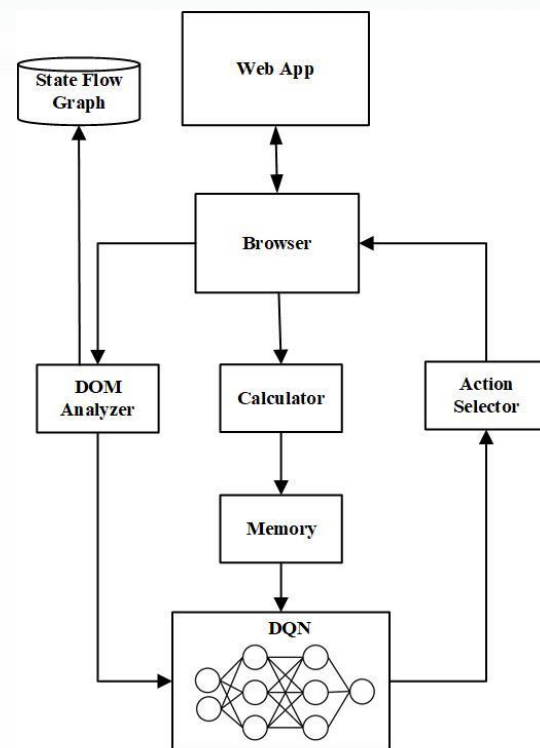 State Flow
Graph
Web App
Browser
DOM
Analyzer
Calculator
Action
Selector
Memory
DQN